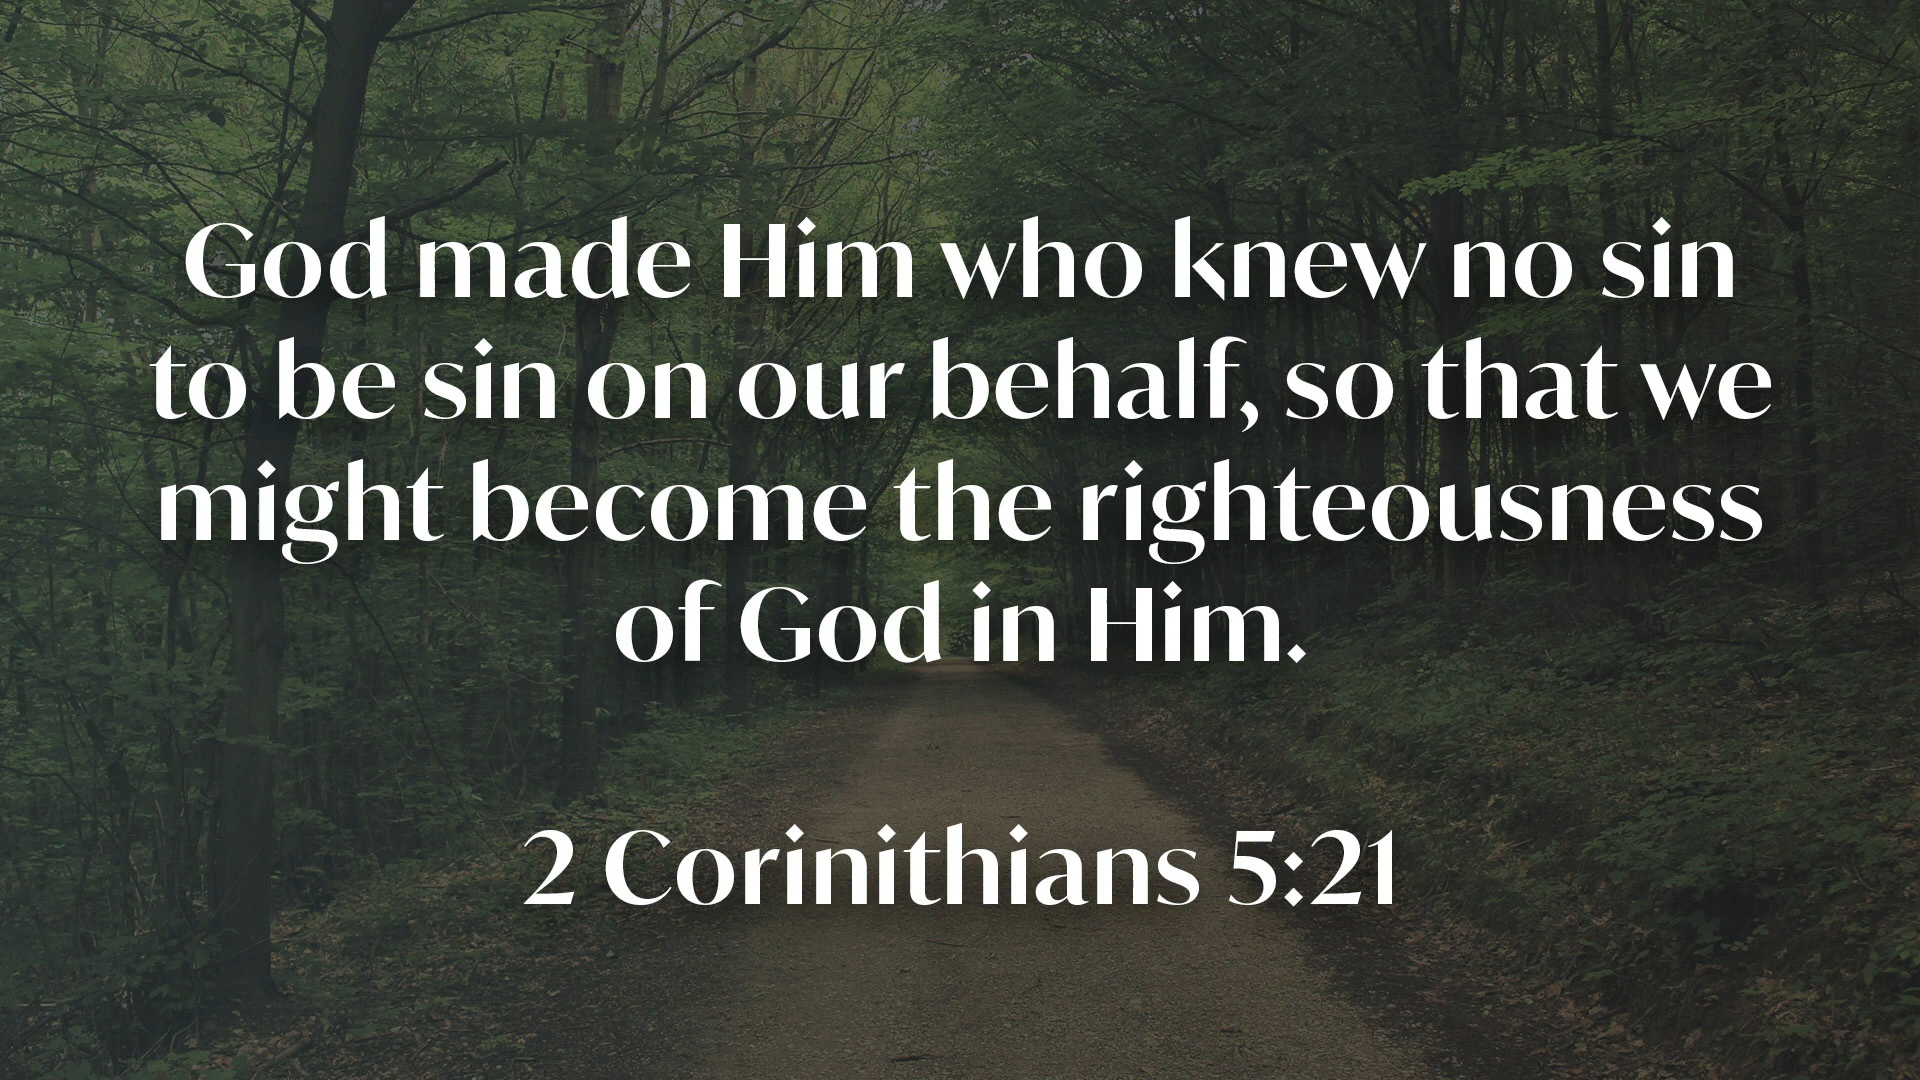 God made Him who knew no sin
to be sin on our behalf, so that we
might become the righteousness
of God in Him.
2 Corinithians 5:21